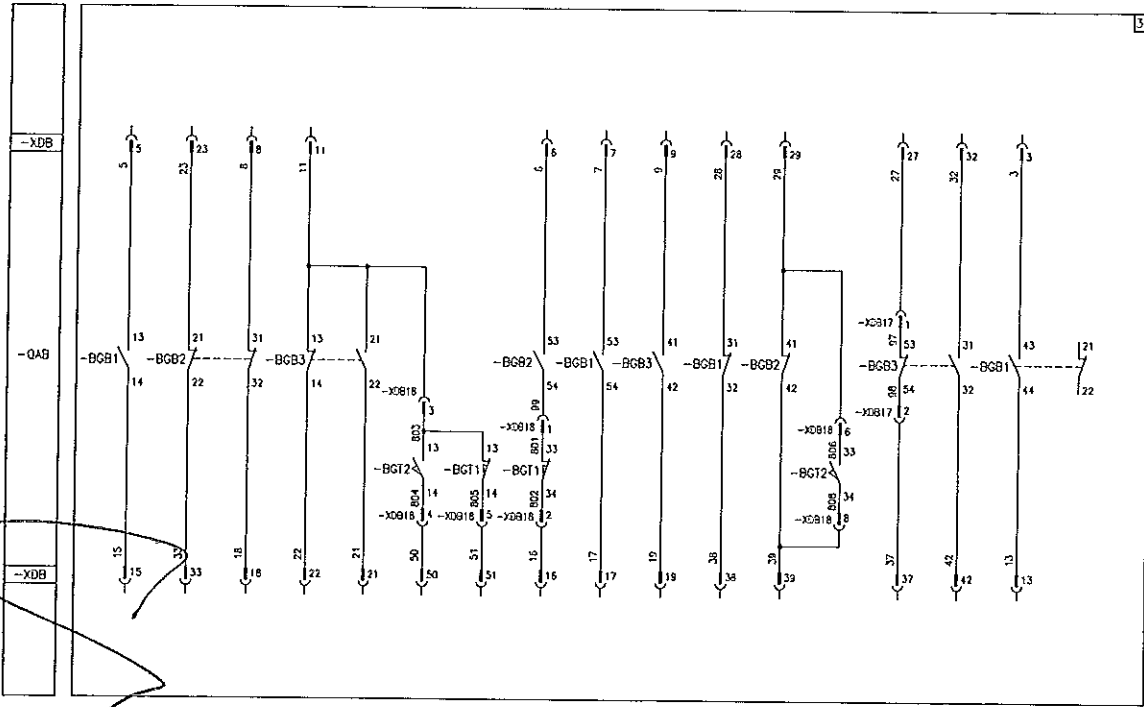 3
-XDB
5 23 8 11 6 7 9 28 29 27 32 3
5 23 8 11 6 7 9 28 29 27 32 3
-XDB17 1
97
13 21 31 13 21 53 53 41 31 41 53 31 43 21
-QAB
-BGB1 -BGB2 -BGB3 -BGB2 -BGB1 -BGB3 -BGB1 -BGB2 -BGB3 -BGB1
14 22 32 14 22 54 54 42 32 42 54 32 44 22
98
-XDB18 3
99
-XDB17 2
-XDB18 1
-XDB18 6
803 801 806
13 13 33 33
-BGT2 -BGT1 -BGT1 -BGT2
14 14 34 34
804 805 802 808
-XDB18 4 -XDB18 5 -XDB18 2 -XDB18 8
15 33 18 22 21 50 51 16 17 19 38 39 37 42 13
-XDB
15 33 18 22 21 50 51 16 17 19 38 39 37 42 13